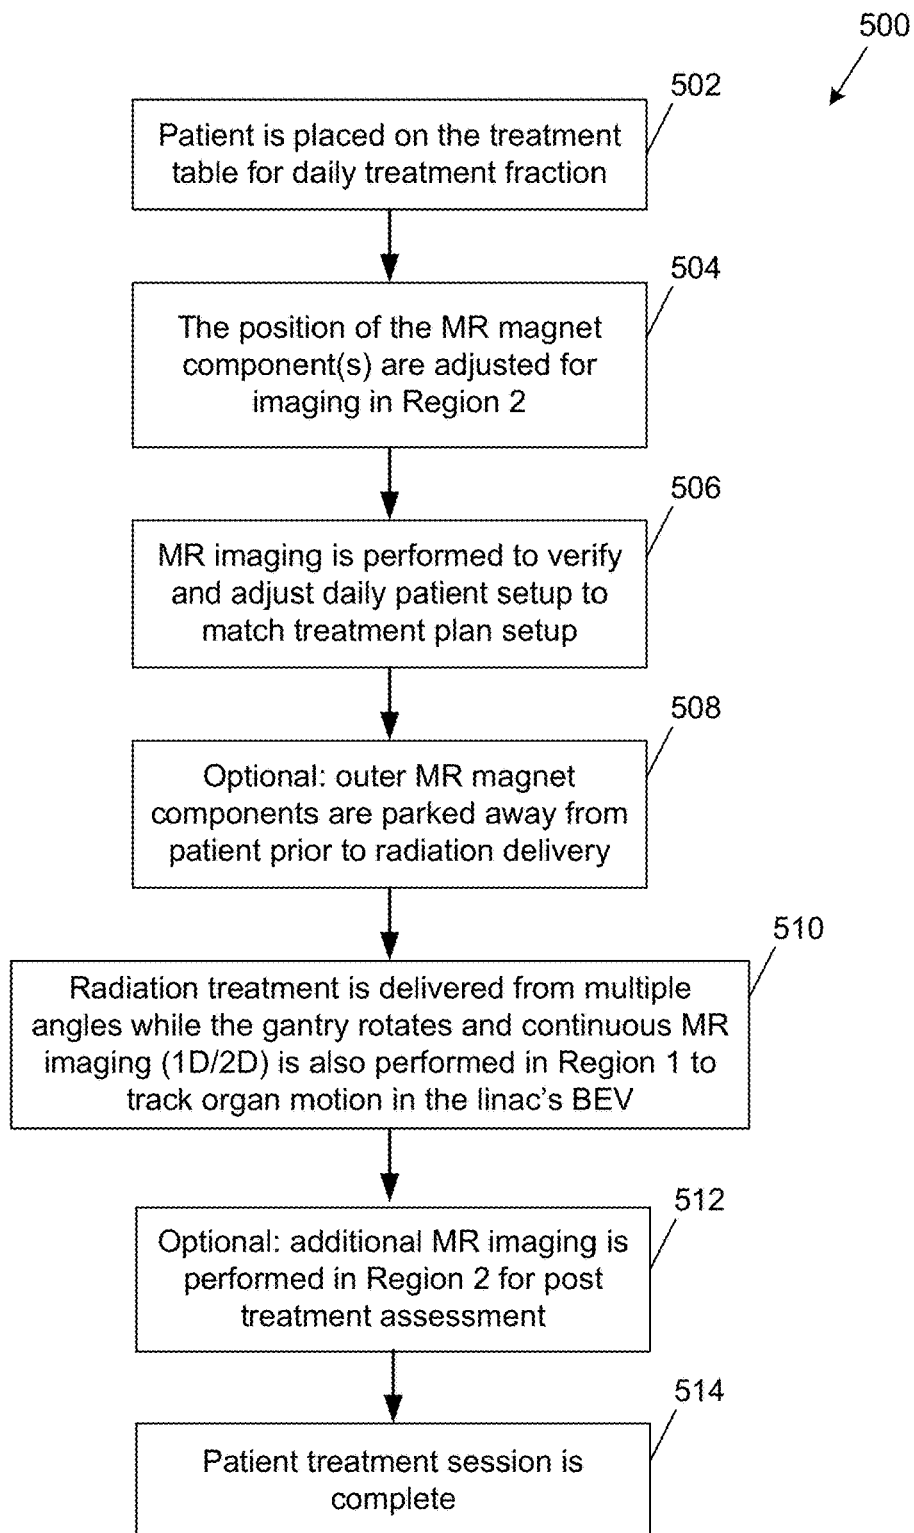 500
502
Patient is placed on the treatment
table for daily treatment fraction
504
The position of the MR magnet
component(s) are adjusted for
imaging in Region 2
506
MR imaging is performed to verify
and adjust daily patient setup to
match treatment plan setup
508
Optional: outer MR magnet
components are parked away from
patient prior to radiation delivery
510
Radiation treatment is delivered from multiple
angles while the gantry rotates and continuous MR
imaging (1D/2D) is also performed in Region 1 to
track organ motion in the linac's BEV
512
Optional: additional MR imaging is
performed in Region 2 for post
treatment assessment
514
Patient treatment session is
complete